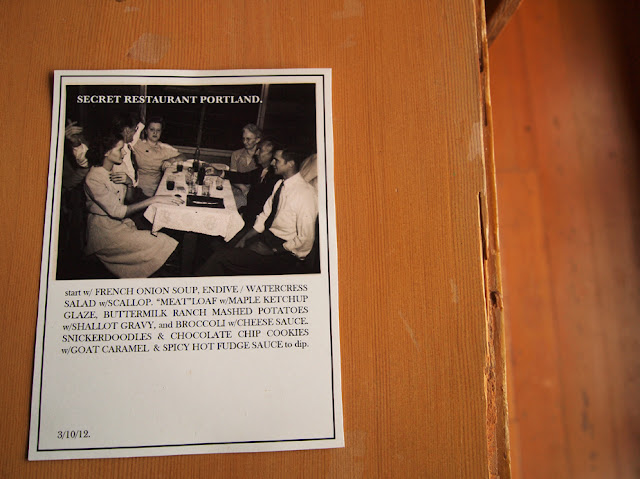 SECRET RESTAURANT PORTLAND.
start w/ FRENCH ONION SOUP, ENDIVE / WATERCRESS
SALAD w/SCALLOP. "MEAT"LOAF w/MAPLE KETCHUP
GLAZE, BUTTERMILK RANCH MASHED POTATOES
w/SHALLOT GRAVY, and BROCCOLI w/CHEESE SAUCE.
SNICKERDOODLES & CHOCOLATE CHIP COOKIES
w/GOAT CARAMEL & SPICY HOT FUDGE SAUCE to dip.
3/10/12.